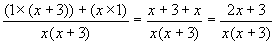 ((1×(x+3))+(x×1))/(x(x+3)) = (x+3+x)/(x(x+3)) = (2x+3)/(x(x+3))